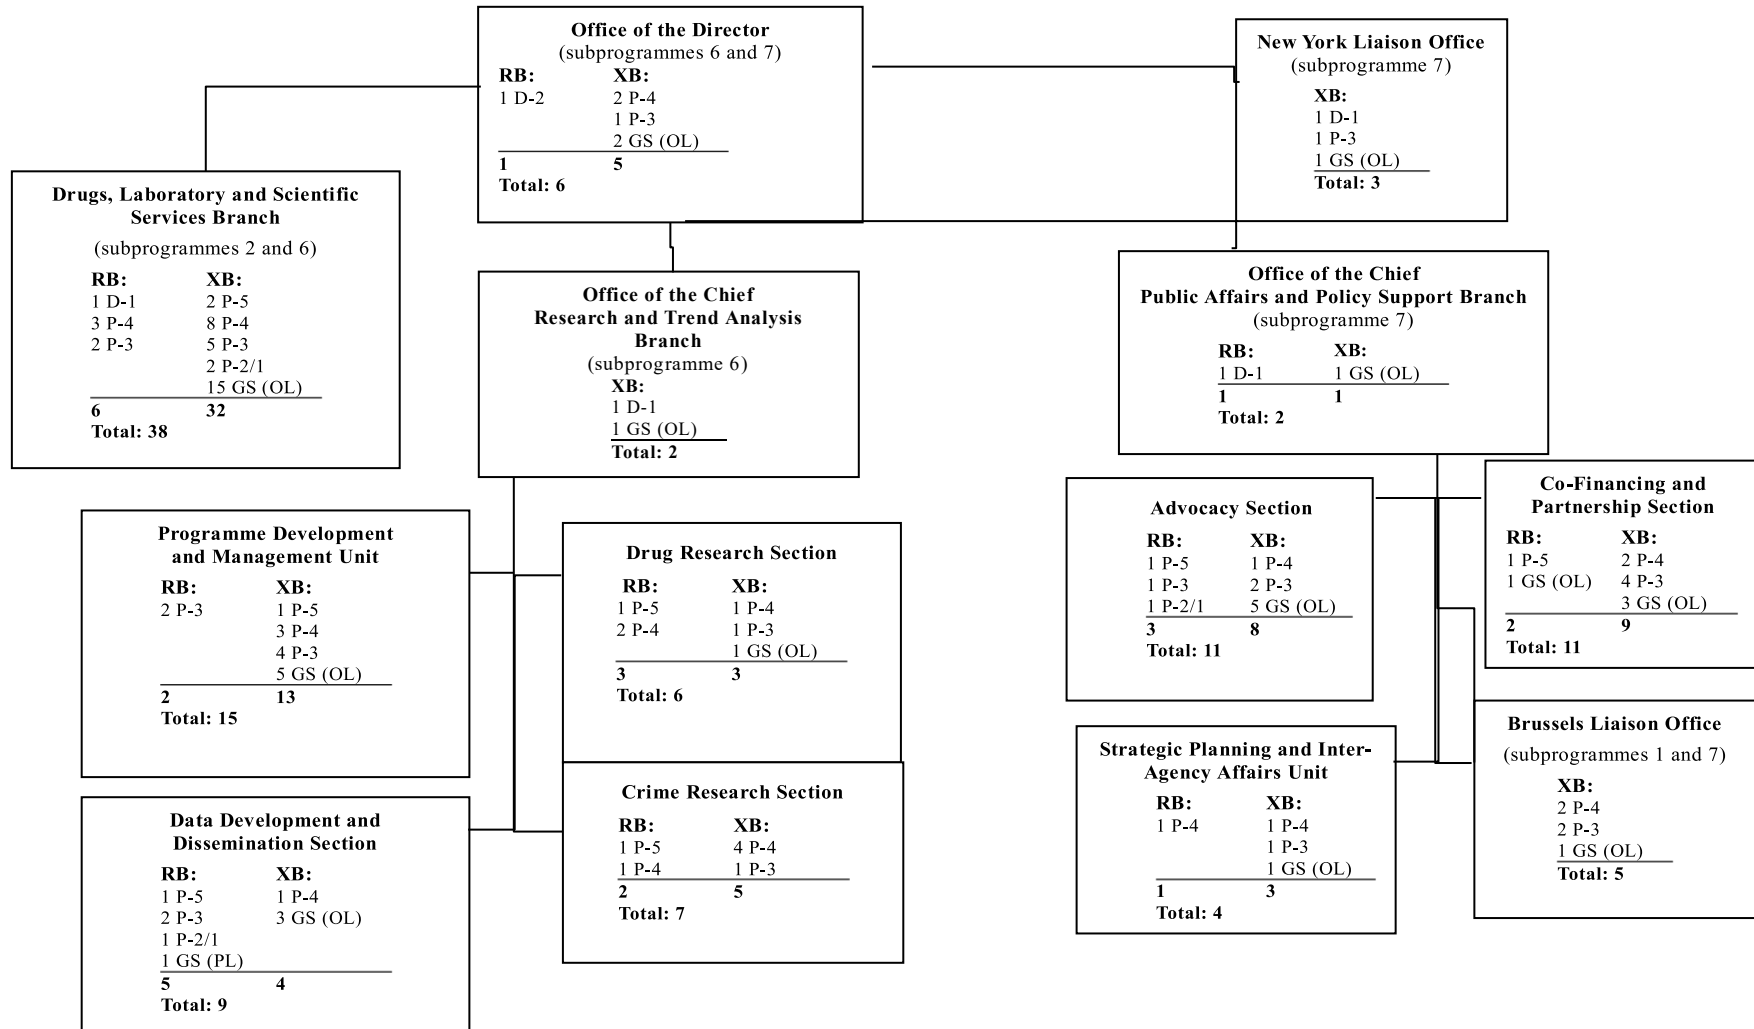 Office of the Director
(subprogrammes 6 and 7)
RB: XB:
1 D-2 2 P-4
1 P-3
2 GS (OL)
1 5
Total: 6
New York Liaison Office
(subprogramme 7)
XB:
1 D-1
1 P-3
1 GS (OL)
Total: 3
Drugs, Laboratory and Scientific
Services Branch
(subprogrammes 2 and 6)
RB: XB:
1 D-1 2 P-5
3 P-4 8 P-4
2 P-3 5 P-3
2 P-2/1
15 GS (OL)
6 32
Total: 38
Office of the Chief
Research and Trend Analysis
Branch
(subprogramme 6)
XB:
1 D-1
1 GS (OL)
Total: 2
Office of the Chief
Public Affairs and Policy Support Branch
(subprogramme 7)
RB: XB:
1 D-1 1 GS (OL)
1 1
Total: 2
Programme Development
and Management Unit
RB: XB:
2 P-3 1 P-5
3 P-4
4 P-3
5 GS (OL)
2 13
Total: 15
Drug Research Section
RB: XB:
1 P-5 1 P-4
2 P-4 1 P-3
1 GS (OL)
3 3
Total: 6
Advocacy Section
RB: XB:
1 P-5 1 P-4
1 P-3 2 P-3
1 P-2/1 5 GS (OL)
3 8
Total: 11
Co-Financing and
Partnership Section
RB: XB:
1 P-5 2 P-4
1 GS (OL) 4 P-3
3 GS (OL)
2 9
Total: 11
Data Development and
Dissemination Section
RB: XB:
1 P-5 1 P-4
2 P-3 3 GS (OL)
1 P-2/1
1 GS (PL)
5 4
Total: 9
Crime Research Section
RB: XB:
1 P-5 4 P-4
1 P-4 1 P-3
2 5
Total: 7
Strategic Planning and Inter-
Agency Affairs Unit
RB: XB:
1 P-4 1 P-4
1 P-3
1 GS (OL)
1 3
Total: 4
Brussels Liaison Office
(subprogrammes 1 and 7)
XB:
2 P-4
2 P-3
1 GS (OL)
Total: 5